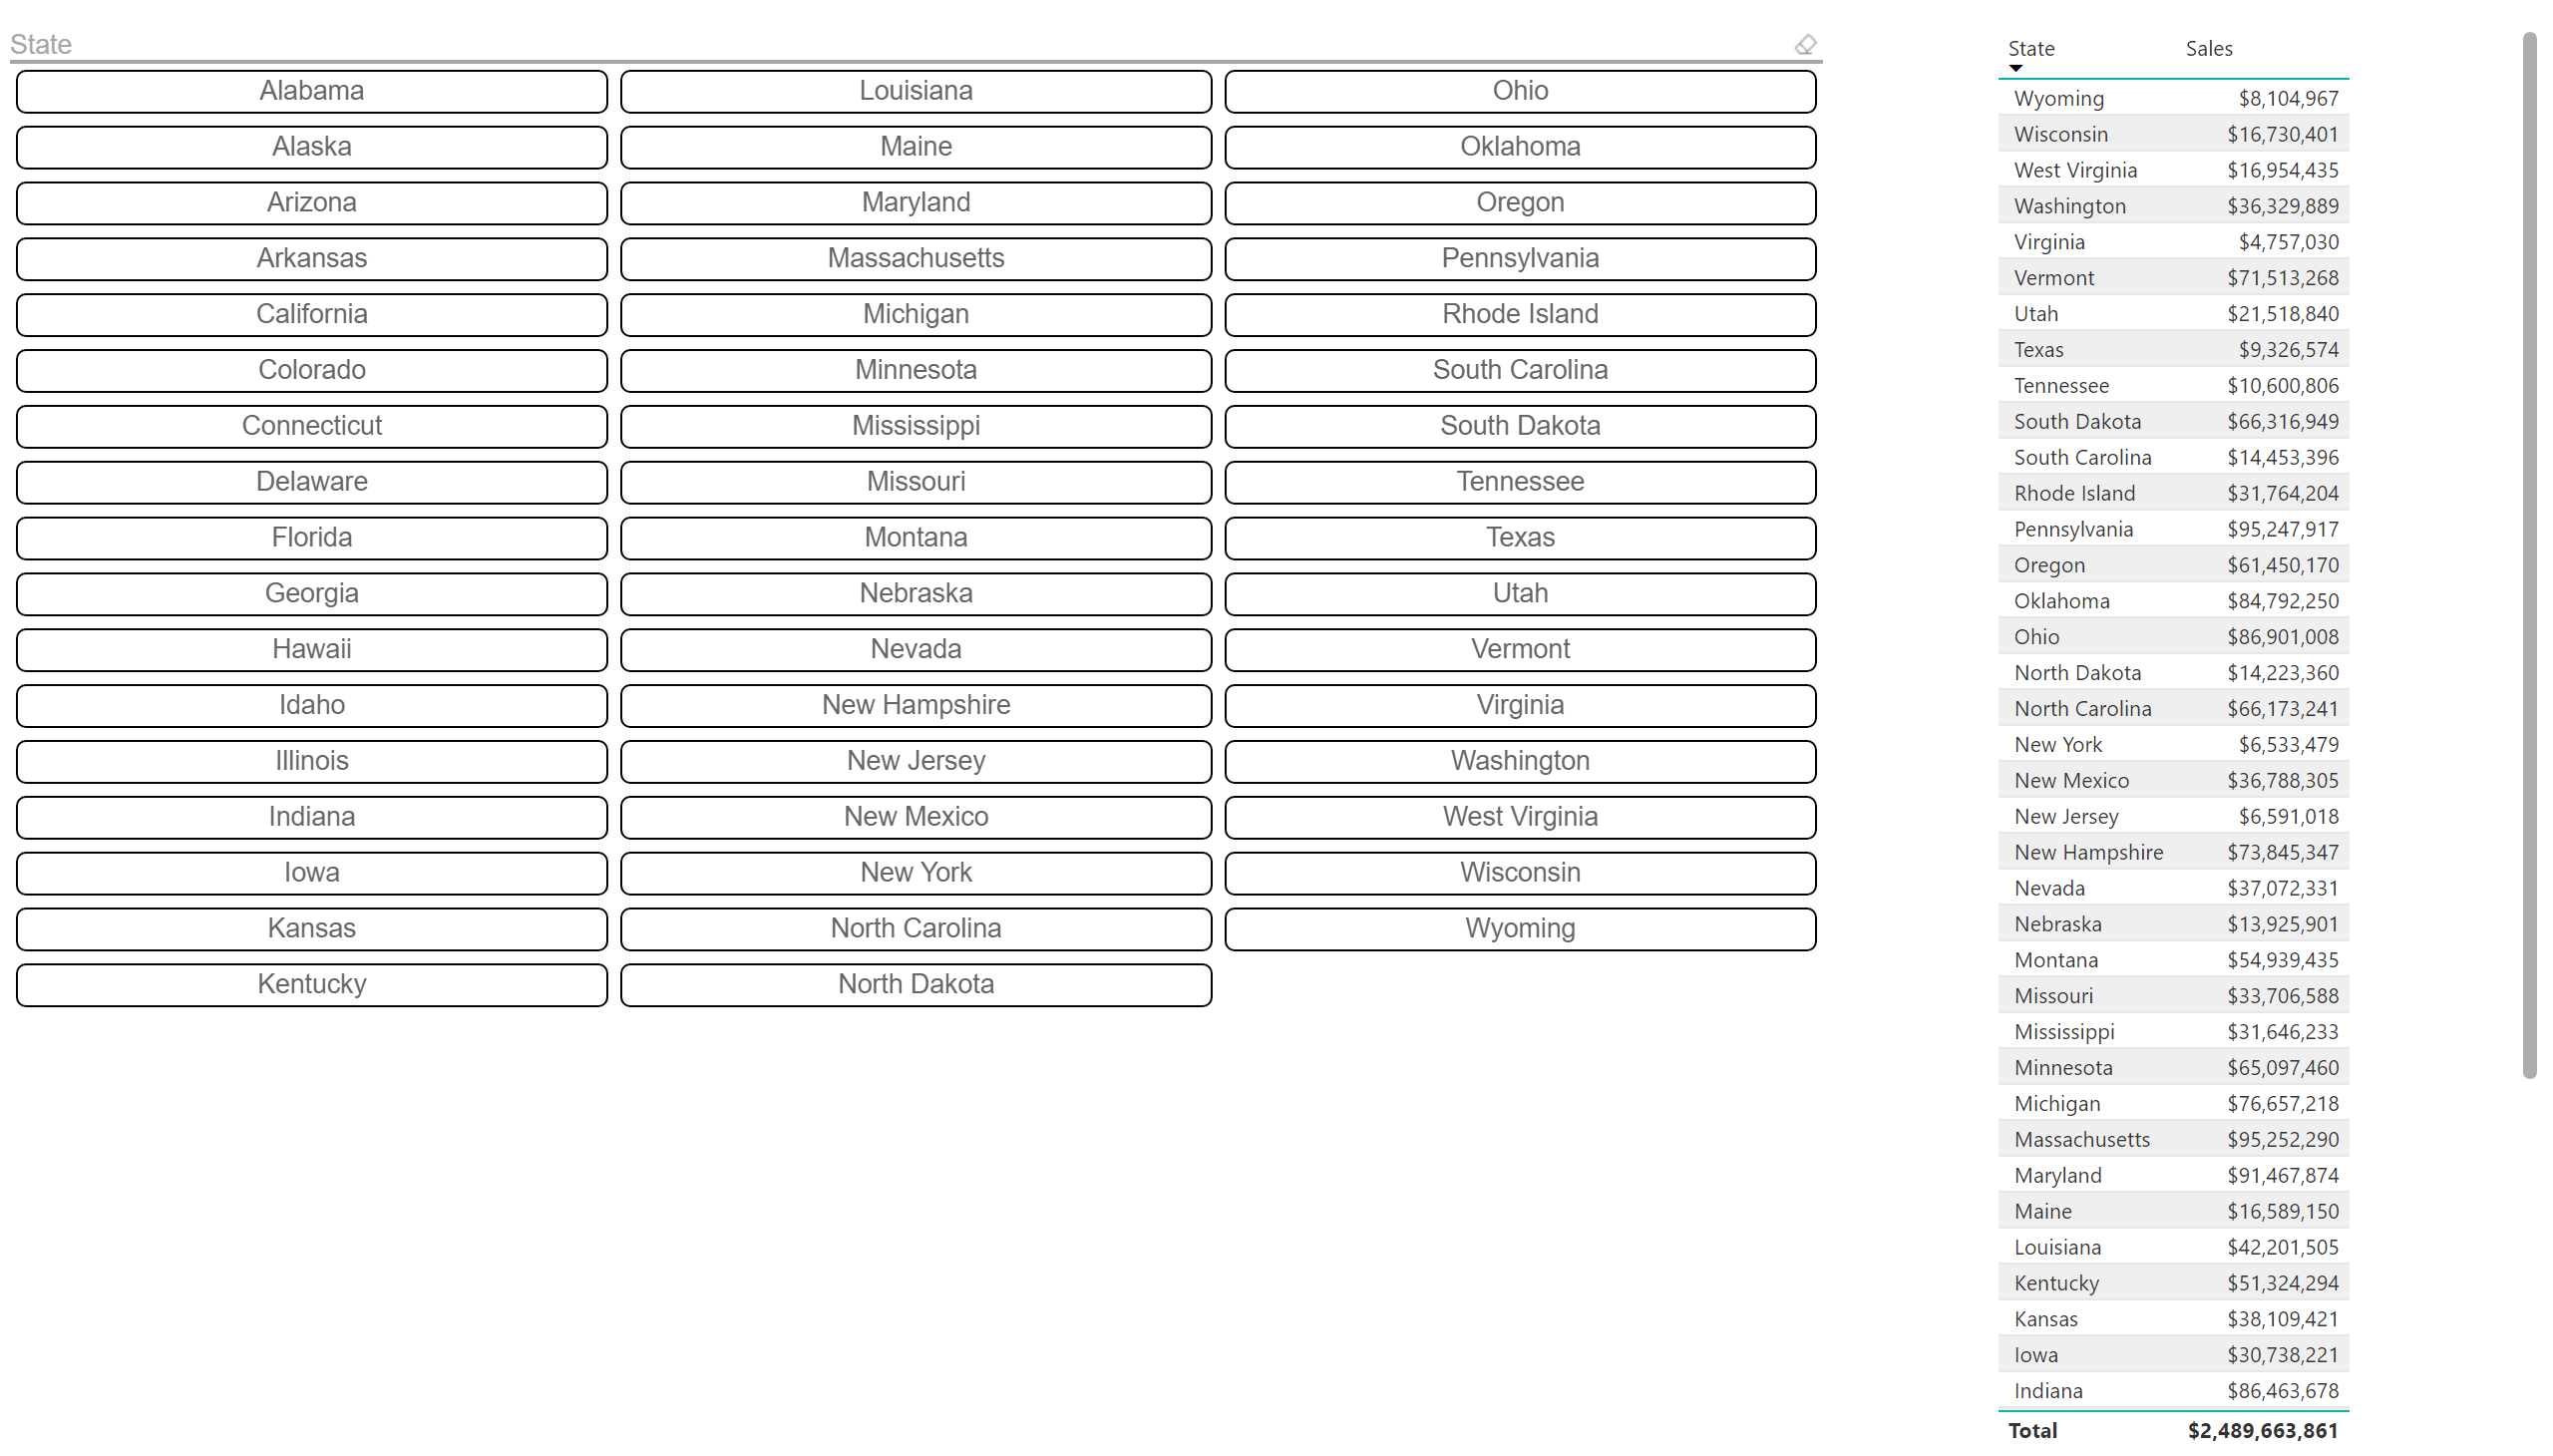 State
Alabama
Alaska
Arizona
Arkansas
California
Colorado
Connecticut
Delaware
Florida
Georgia
Hawaii
Idaho
Illinois
Indiana
Iowa
Kansas
Kentucky
Louisiana
Maine
Maryland
Massachusetts
Michigan
Minnesota
Mississippi
Missouri
Montana
Nebraska
Nevada
New Hampshire
New Jersey
New Mexico
New York
North Carolina
North Dakota
Ohio
Oklahoma
Oregon
Pennsylvania
Rhode Island
South Carolina
South Dakota
Tennessee
Texas
Utah
Vermont
Virginia
Washington
West Virginia
Wisconsin
Wyoming
State Sales
Wyoming $8,104,967
Wisconsin $16,730,401
West Virginia $16,954,435
Washington $36,329,889
Virginia $4,757,030
Vermont $71,513,268
Utah $21,518,840
Texas $9,326,574
Tennessee $10,600,806
South Dakota $66,316,949
South Carolina $14,453,396
Rhode Island $31,764,204
Pennsylvania $95,247,917
Oregon $61,450,170
Oklahoma $84,792,250
Ohio $86,901,008
North Dakota $14,223,360
North Carolina $66,173,241
New York $6,533,479
New Mexico $36,788,305
New Jersey $6,591,018
New Hampshire $73,845,347
Nevada $37,072,331
Nebraska $13,925,901
Montana $54,939,435
Missouri $33,706,588
Mississippi $31,646,233
Minnesota $65,097,460
Michigan $76,657,218
Massachusetts $95,252,290
Maryland $91,467,874
Maine $16,589,150
Louisiana $42,201,505
Kentucky $51,324,294
Kansas $38,109,421
Iowa $30,738,221
Indiana $86,463,678
Total $2,489,663,861